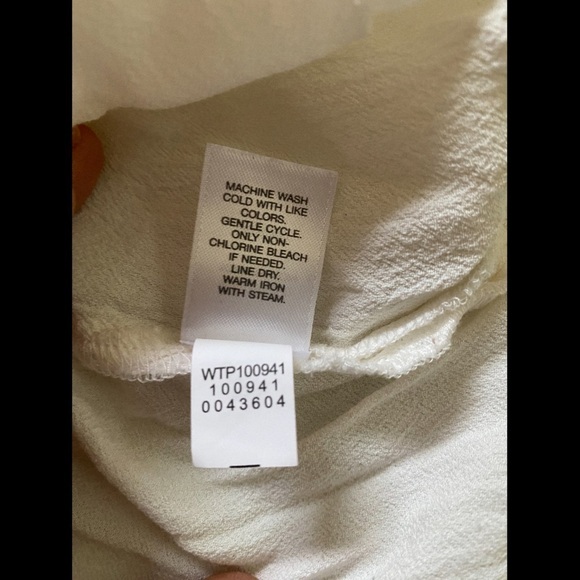 MACHINE WASH
COLD WITH LIKE
COLORS.
GENTLE CYCLE.
ONLY NON-
CHLORINE BLEACH
IF NEEDED.
LINE DRY.
WARM IRON
WITH STEAM.
WTP100941
100941
0043604